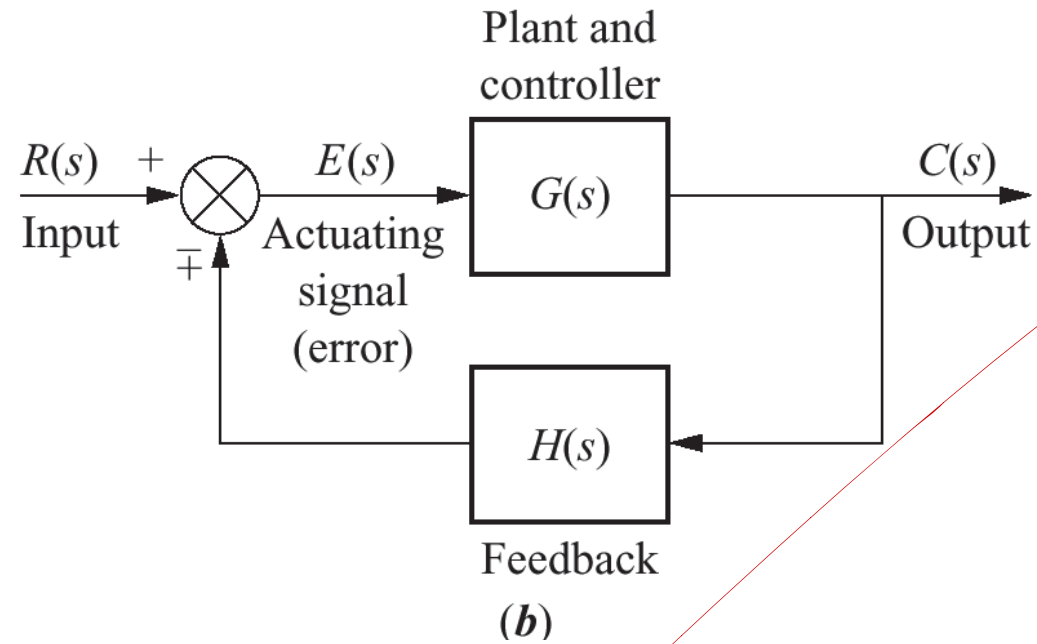 Plant and
controller
R(s) + E(s) G(s) C(s)
Input ∓ Actuating Output
signal
(error)
H(s)
Feedback
(b)